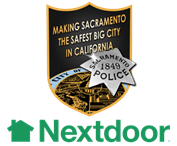 MAKING SACRAMENTO
THE SAFEST BIG CITY
IN CALIFORNIA
CITY OF
SACRAMENTO
1849
POLICE
Nextdoor